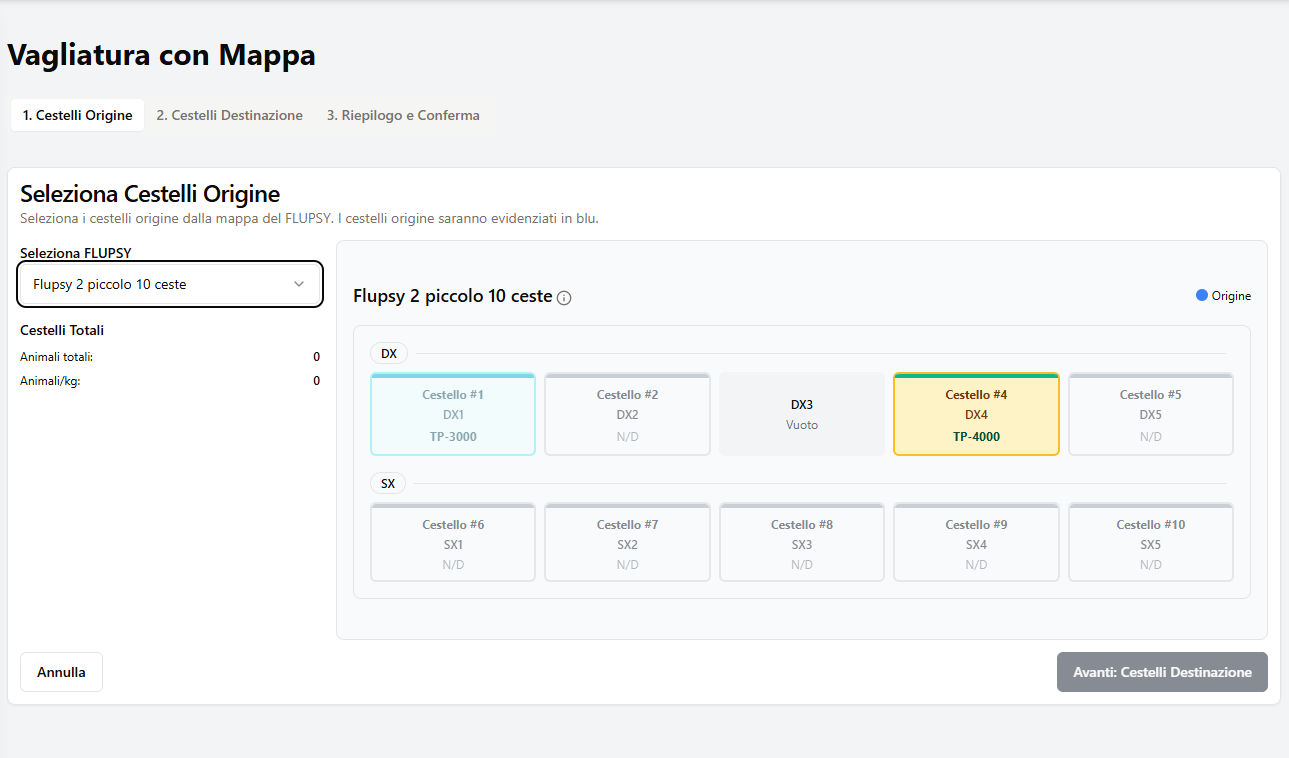 Vagliatura con Mappa
1. Cestelli Origine 2. Cestelli Destinazione 3. Riepilogo e Conferma
Seleziona Cestelli Origine
Seleziona i cestelli origine dalla mappa del FLUPSY. I cestelli origine saranno evidenziati in blu.
Seleziona FLUPSY
Flupsy 2 piccolo 10 ceste
Cestelli Totali
Animali totali: 0
Animali/kg: 0
Flupsy 2 piccolo 10 ceste
Origine
DX
Cestello #1
DX1
TP-3000
Cestello #2
DX2
N/D
DX3
Vuoto
Cestello #4
DX4
TP-4000
Cestello #5
DX5
N/D
SX
Cestello #6
SX1
N/D
Cestello #7
SX2
N/D
Cestello #8
SX3
N/D
Cestello #9
SX4
N/D
Cestello #10
SX5
N/D
Annulla
Avanti: Cestelli Destinazione